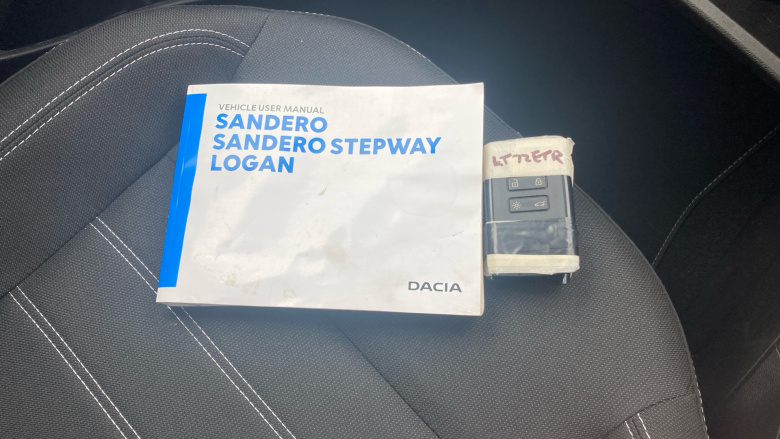 VEHICLE USER MANUAL
SANDERO
SANDERO STEPWAY
LOGAN
LT72ETR
DACIA